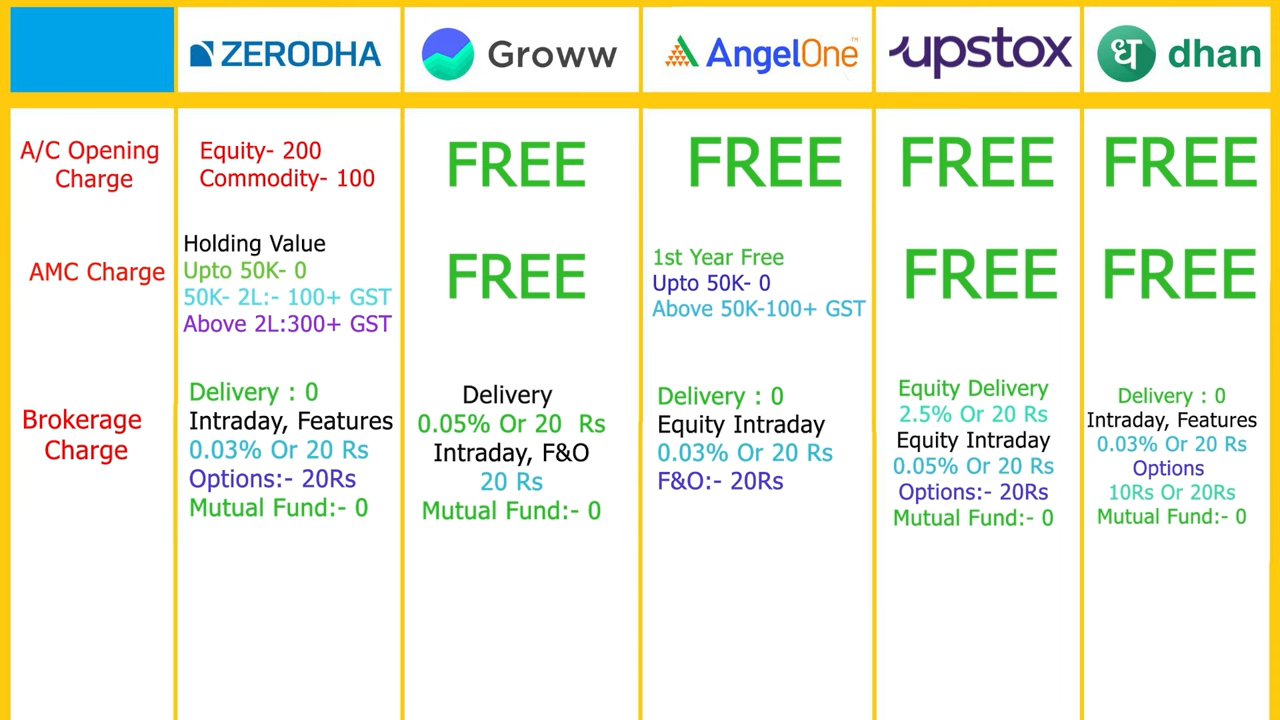 ZERODHA
Groww
AngelOne™
upstox
ध dhan
A/C Opening
Charge
Equity- 200
Commodity- 100
FREE
FREE
FREE
FREE
AMC Charge
Holding Value
Upto 50K- 0
50K- 2L:- 100+ GST
Above 2L:300+ GST
FREE
1st Year Free
Upto 50K- 0
Above 50K-100+ GST
FREE
FREE
Brokerage
Charge
Delivery : 0
Intraday, Features
0.03% Or 20 Rs
Options:- 20Rs
Mutual Fund:- 0
Delivery
0.05% Or 20 Rs
Intraday, F&O
20 Rs
Mutual Fund:- 0
Delivery : 0
Equity Intraday
0.03% Or 20 Rs
F&O:- 20Rs
Equity Delivery
2.5% Or 20 Rs
Equity Intraday
0.05% Or 20 Rs
Options:- 20Rs
Mutual Fund:- 0
Delivery : 0
Intraday, Features
0.03% Or 20 Rs
Options
10Rs Or 20Rs
Mutual Fund:- 0